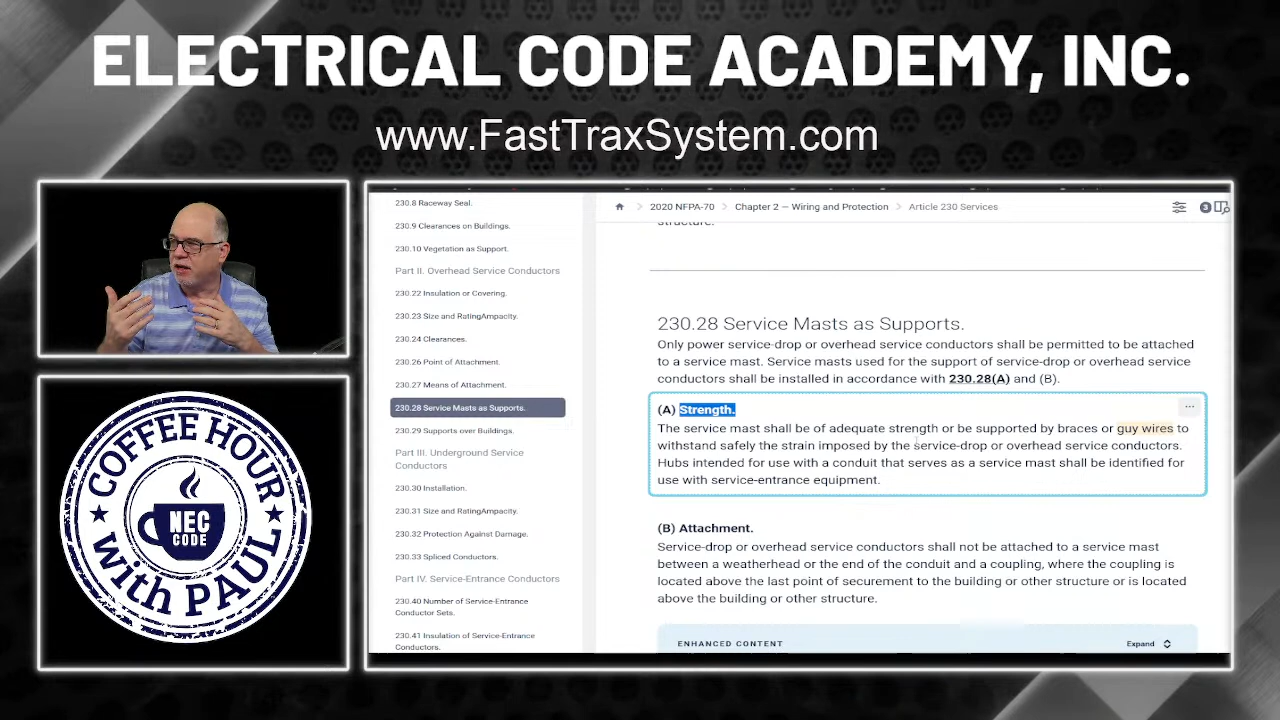 ELECTRICAL CODE ACADEMY, INC.
www.FastTraxSystem.com
COFFEE HOUR
NEC
CODE
with PAUL
230.8 Raceway Seal.
230.9 Clearances on Buildings.
230.10 Vegetation as Support.
Part II. Overhead Service Conductors
230.22 Insulation or Covering.
230.23 Size and RatingAmpacity.
230.24 Clearances.
230.26 Point of Attachment.
230.27 Means of Attachment.
230.28 Service Masts as Supports.
230.29 Supports over Buildings.
Part III. Underground Service
Conductors
230.30 Installation.
230.31 Size and RatingAmpacity.
230.32 Protection Against Damage.
230.33 Spliced Conductors.
Part IV. Service-Entrance Conductors
230.40 Number of Service-Entrance
Conductor Sets.
230.41 Insulation of Service-Entrance
Conductors.
2020 NFPA-70 > Chapter 2 — Wiring and Protection > Article 230 Services
3
structure.
230.28 Service Masts as Supports.
Only power service-drop or overhead service conductors shall be permitted to be attached
to a service mast. Service masts used for the support of service-drop or overhead service
conductors shall be installed in accordance with 230.28(A) and (B).
(A) Strength.
The service mast shall be of adequate strength or be supported by braces or guy wires to
withstand safely the strain imposed by the service-drop or overhead service conductors.
Hubs intended for use with a conduit that serves as a service mast shall be identified for
use with service-entrance equipment.
(B) Attachment.
Service-drop or overhead service conductors shall not be attached to a service mast
between a weatherhead or the end of the conduit and a coupling, where the coupling is
located above the last point of securement to the building or other structure or is located
above the building or other structure.
ENHANCED CONTENT
Expand